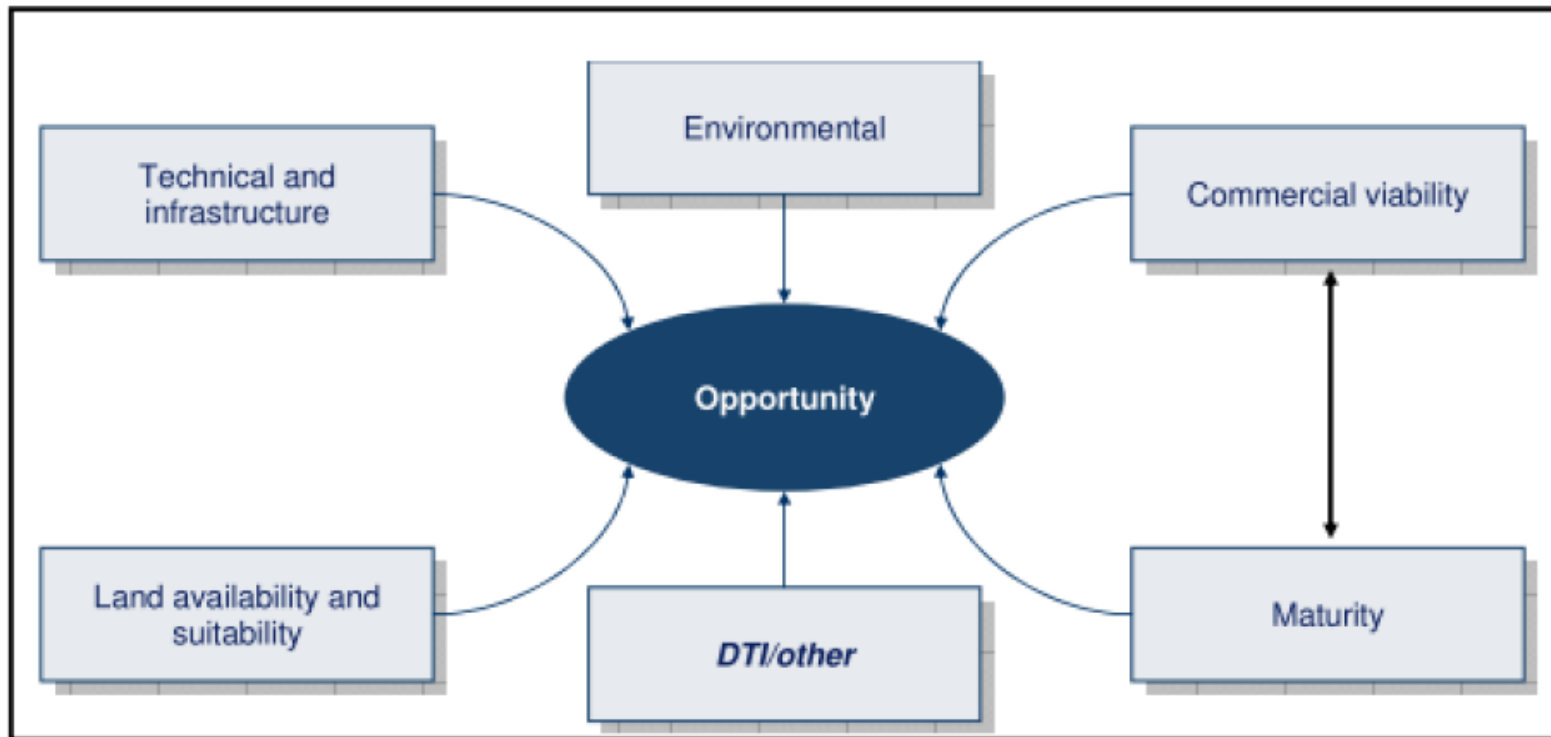 Environmental
Technical and
infrastructure
Commercial viability
Opportunity
Land availability and
suitability
DTI/other
Maturity